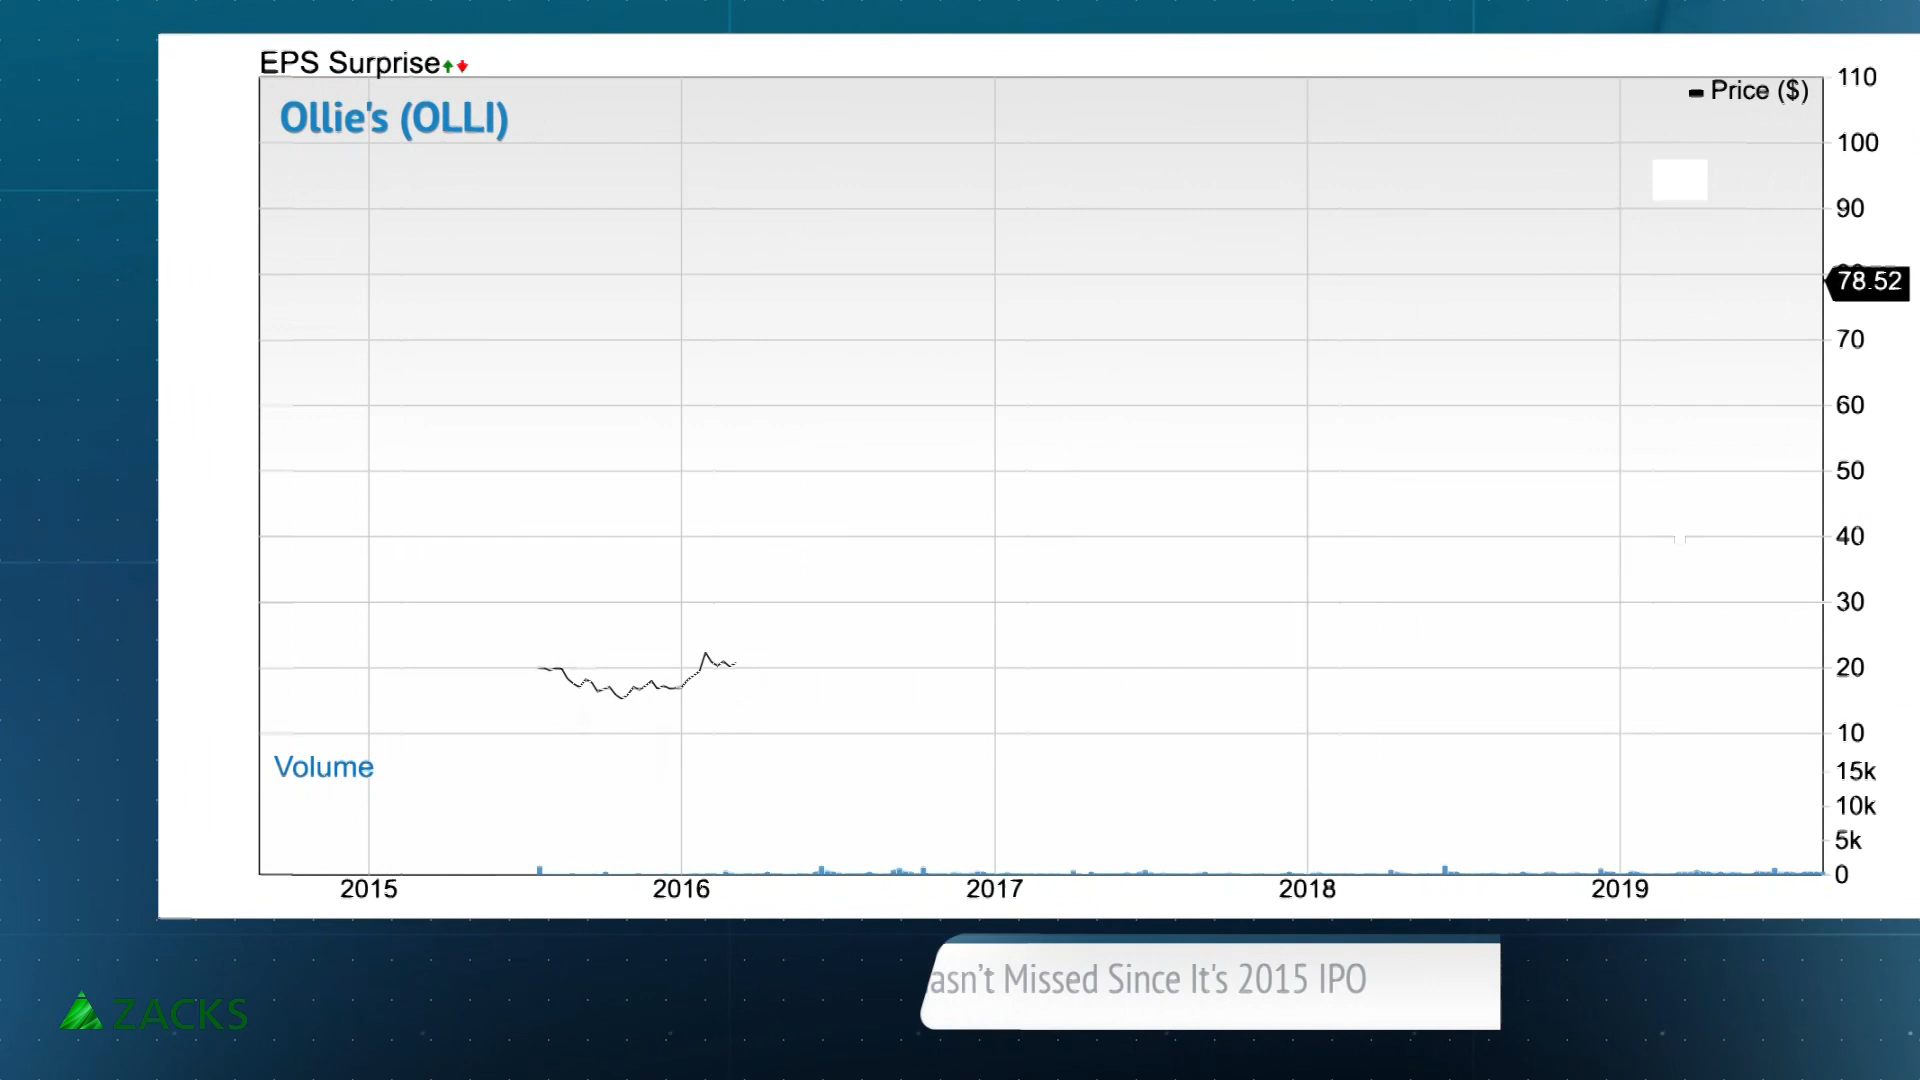 EPS Surprise
Ollie's (OLLI)
Price ($)
110
100
90
78.52
70
60
50
40
30
20
10
Volume
15k
10k
5k
0
2015
2016
2017
2018
2019
asn't Missed Since It's 2015 IPO
ZACKS